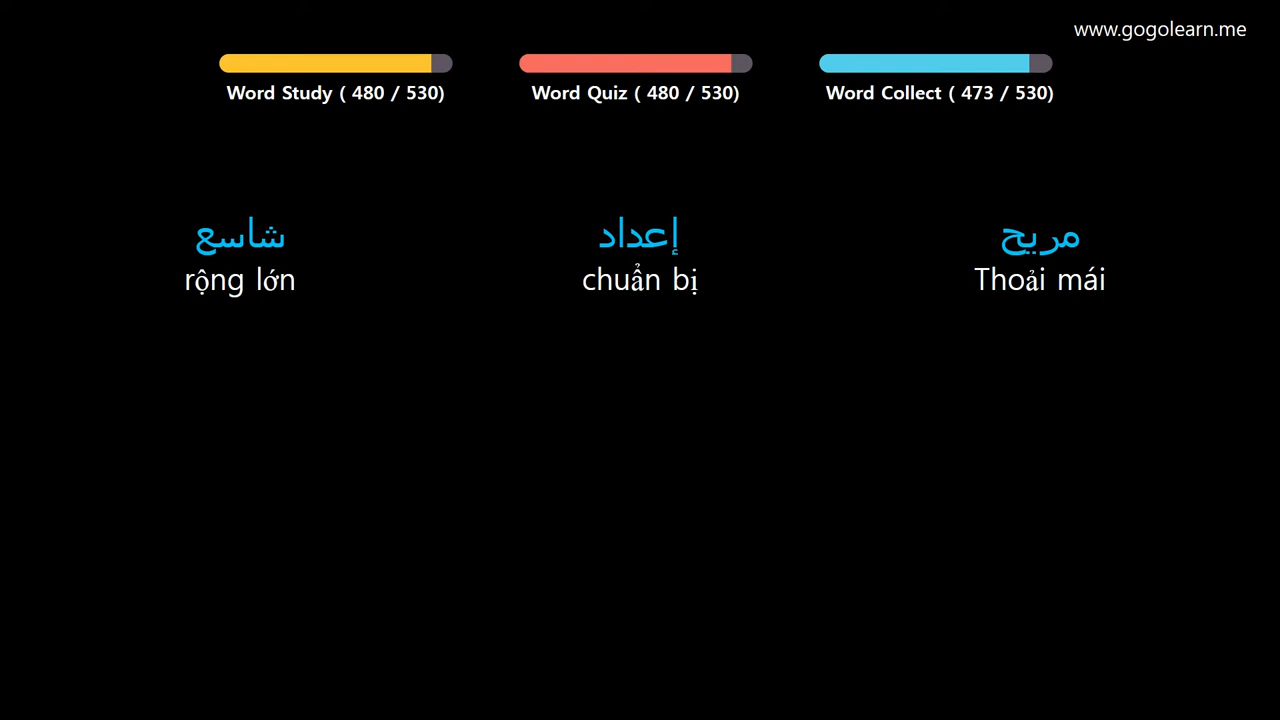 www.gogolearn.me
Word Study ( 480 / 530)
Word Quiz ( 480 / 530)
Word Collect ( 473 / 530)
شاسع
rộng lớn
إعداد
chuẩn bị
مريح
Thoải mái